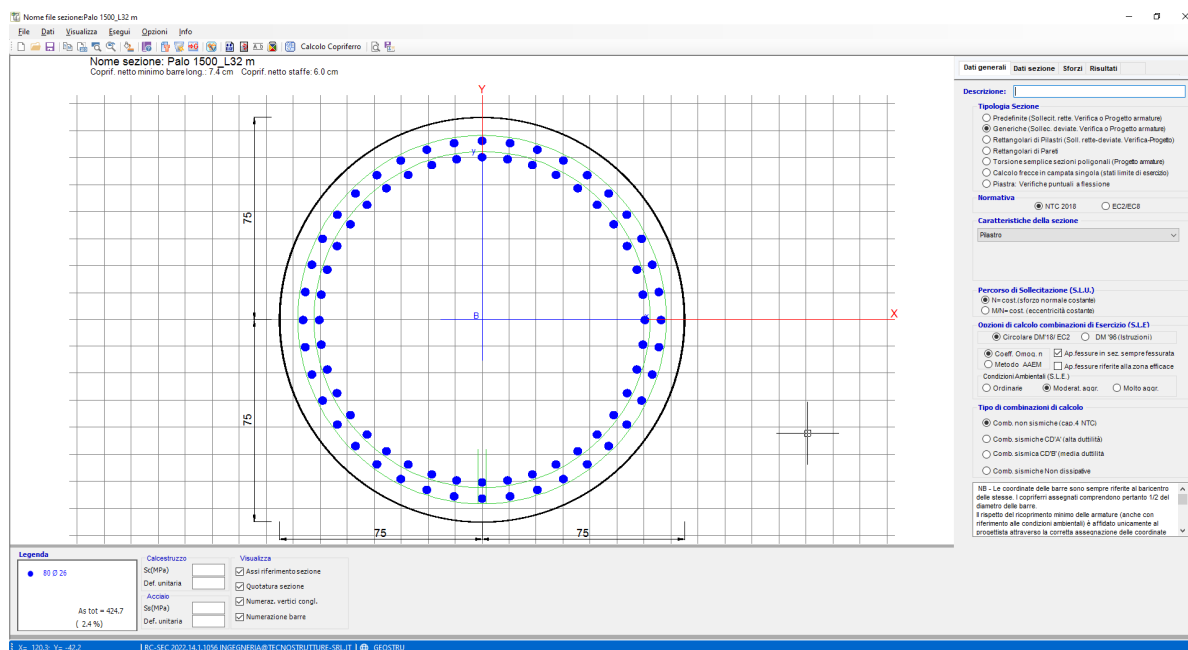 Nome file sezione:Palo 1500_L32 m
File Dati Visualizza Esegui Opzioni Info
Calcolo Copriferro
Nome sezione: Palo 1500_L32 m
Coprif. netto minimo barre long.: 7.4 cm Coprif. netto staffe: 6.0 cm
Y
y
75
B
x
X
75
75
75
Dati generali Dati sezione Sforzi Risultati
Descrizione:
Tipologia Sezione
Predefinite (Sollecit. rette. Verifica o Progetto armature)
Generiche (Sollec. deviate. Verifica o Progetto armature)
Rettangolari di Pilastri (Soll. rette-deviate. Verifica-Progetto)
Rettangolari di Pareti
Torsione semplice sezioni poligonali (Progetto armature)
Calcolo frecce in campata singola (stati limite di esercizio)
Piastra: Verifiche puntuali a flessione
Normativa
NTC 2018 EC2/EC8
Caratteristiche della sezione
Pilastro
Percorso di Sollecitazione (S.L.U.)
N= cost.(sforzo normale costante)
M/N= cost. (eccentricità costante)
Opzioni di calcolo combinazioni di Esercizio (S.L.E)
Circolare DM'18/ EC2 DM '96 (Istruzioni)
Coeff. Omog. n Ap.fessure in sez. sempre fessurata
Metodo AAEM Ap.fessure riferite alla zona efficace
Condizioni Ambientali (S.L.E.)
Ordinarie Moderat. aggr. Molto aggr.
Tipo di combinazioni di calcolo
Comb. non sismiche (cap.4 NTC)
Comb. sismiche CD'A' (alta duttilità)
Comb. sismica CD'B' (media duttilità
Comb. sismiche Non dissipative
NB - Le coordinate delle barre sono sempre riferite al baricentro
delle stesse. I copriferri assegnati comprendono pertanto 1/2 del
diametro delle barre.
Il rispetto del ricoprimento minimo delle armature (anche con
riferimento alle condizioni ambientali) è affidato unicamente al
progettista attraverso la corretta assegnazione delle coordinate
Legenda
80 Ø 26
As tot = 424.7
( 2.4 %)
Calcestruzzo
Sc(MPa)
Def. unitaria
Acciaio
Ss(MPa)
Def. unitaria
Visualizza
Assi riferimento sezione
Quotatura sezione
Numeraz. vertici congl.
Numerazione barre
X= 120.3 Y= -42.2 RC-SEC 2022.14.1.1056 INGEGNERIA@TECNOSTRUTTURE-SRL.IT GEOSTRU